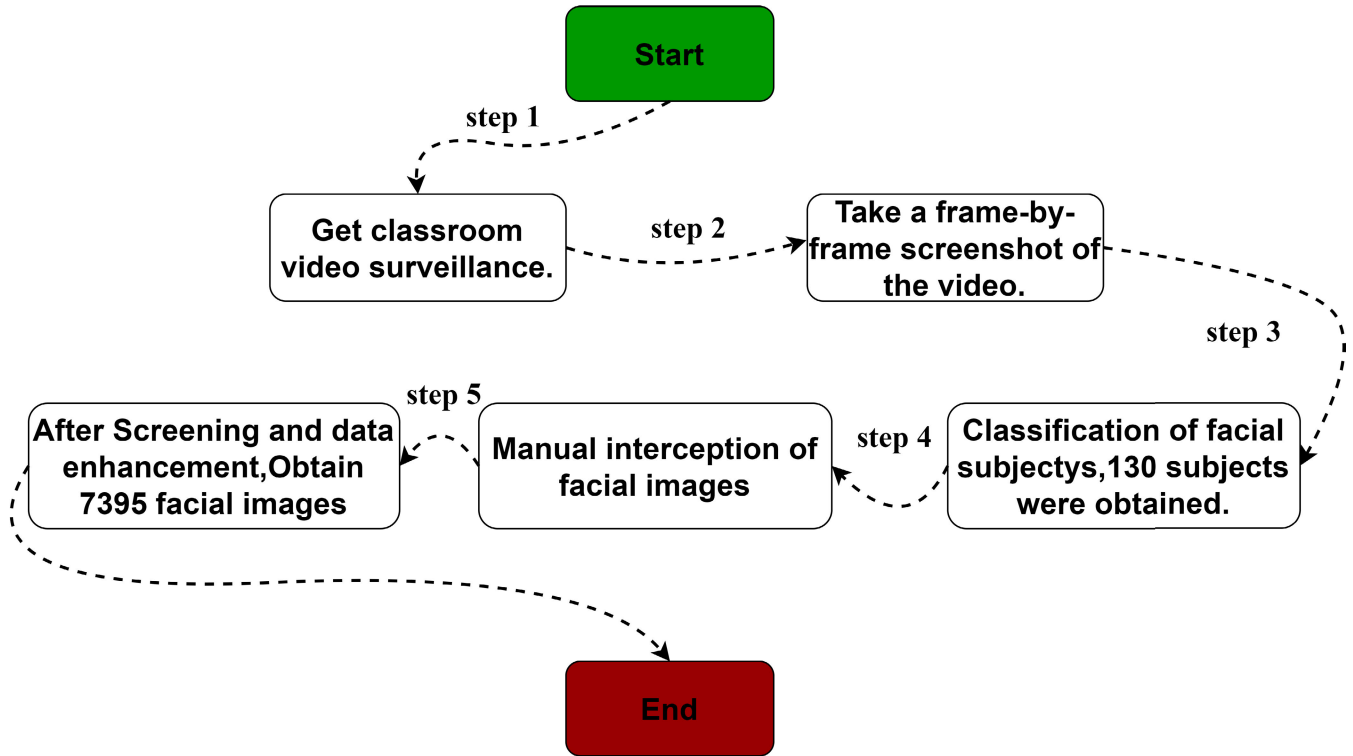 Start
step 1
Get classroom
video surveillance.
step 2
Take a frame-by-
frame screenshot of
the video.
step 3
Classification of facial
subjectys,130 subjects
were obtained.
step 4
Manual interception of
facial images
step 5
After Screening and data
enhancement,Obtain
7395 facial images
End